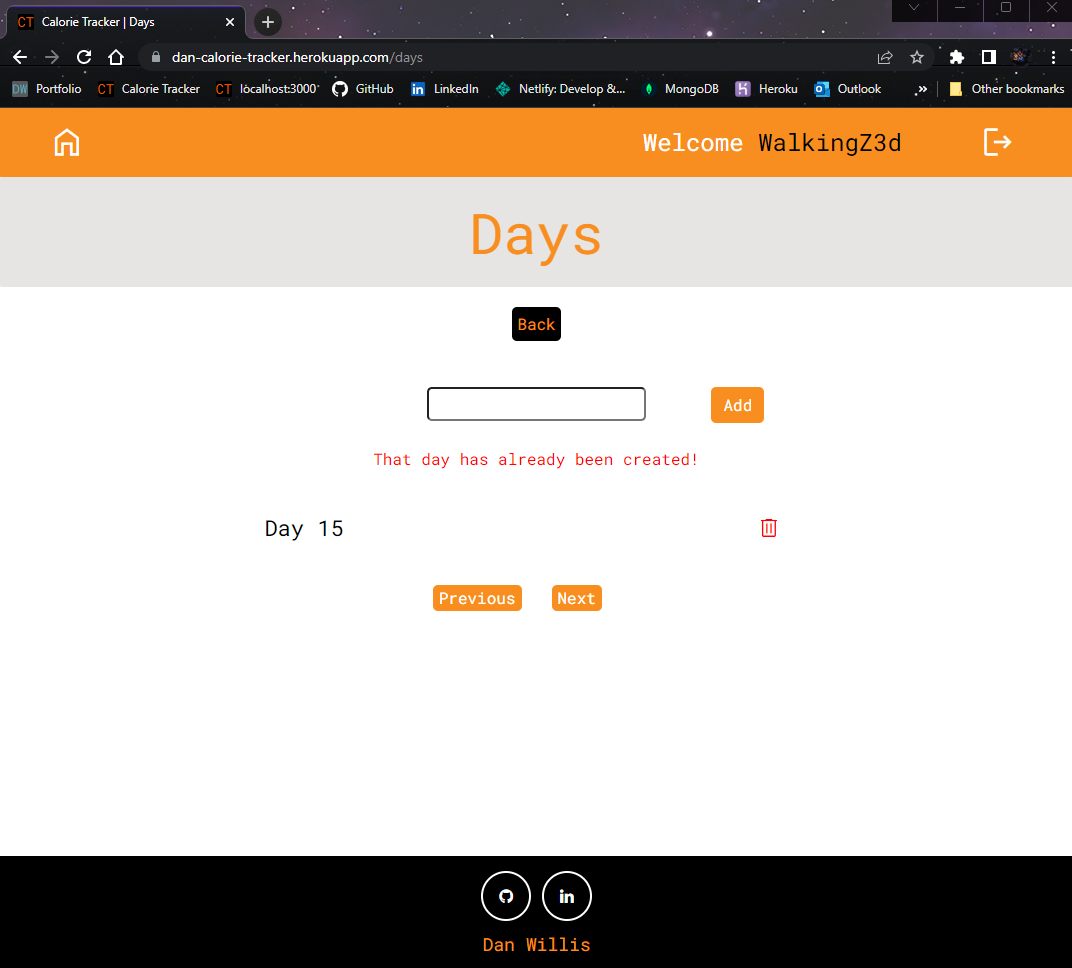 CT Calorie Tracker | Days
dan-calorie-tracker.herokuapp.com/days
DW Portfolio CT Calorie Tracker CT localhost:3000 GitHub in LinkedIn Netlify: Develop &... MongoDB Heroku Outlook » Other bookmarks
Welcome WalkingZ3d
Days
Back
Add
That day has already been created!
Day 15
Previous Next
in
Dan Willis